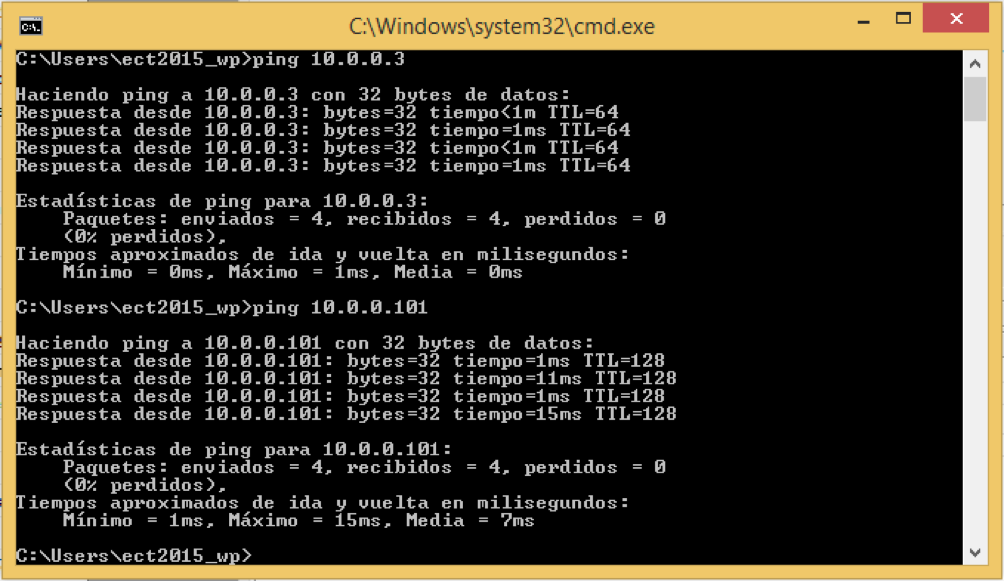 C:\Windows\system32\cmd.exe
C:\Users\ect2015_wp>ping 10.0.0.3
Haciendo ping a 10.0.0.3 con 32 bytes de datos:
Respuesta desde 10.0.0.3: bytes=32 tiempo<1m TTL=64
Respuesta desde 10.0.0.3: bytes=32 tiempo=1ms TTL=64
Respuesta desde 10.0.0.3: bytes=32 tiempo<1m TTL=64
Respuesta desde 10.0.0.3: bytes=32 tiempo=1ms TTL=64
Estadísticas de ping para 10.0.0.3:
Paquetes: enviados = 4, recibidos = 4, perdidos = 0
(0% perdidos),
Tiempos aproximados de ida y vuelta en milisegundos:
Mínimo = 0ms, Máximo = 1ms, Media = 0ms
C:\Users\ect2015_wp>ping 10.0.0.101
Haciendo ping a 10.0.0.101 con 32 bytes de datos:
Respuesta desde 10.0.0.101: bytes=32 tiempo=1ms TTL=128
Respuesta desde 10.0.0.101: bytes=32 tiempo=11ms TTL=128
Respuesta desde 10.0.0.101: bytes=32 tiempo=1ms TTL=128
Respuesta desde 10.0.0.101: bytes=32 tiempo=15ms TTL=128
Estadísticas de ping para 10.0.0.101:
Paquetes: enviados = 4, recibidos = 4, perdidos = 0
(0% perdidos),
Tiempos aproximados de ida y vuelta en milisegundos:
Mínimo = 1ms, Máximo = 15ms, Media = 7ms
C:\Users\ect2015_wp>